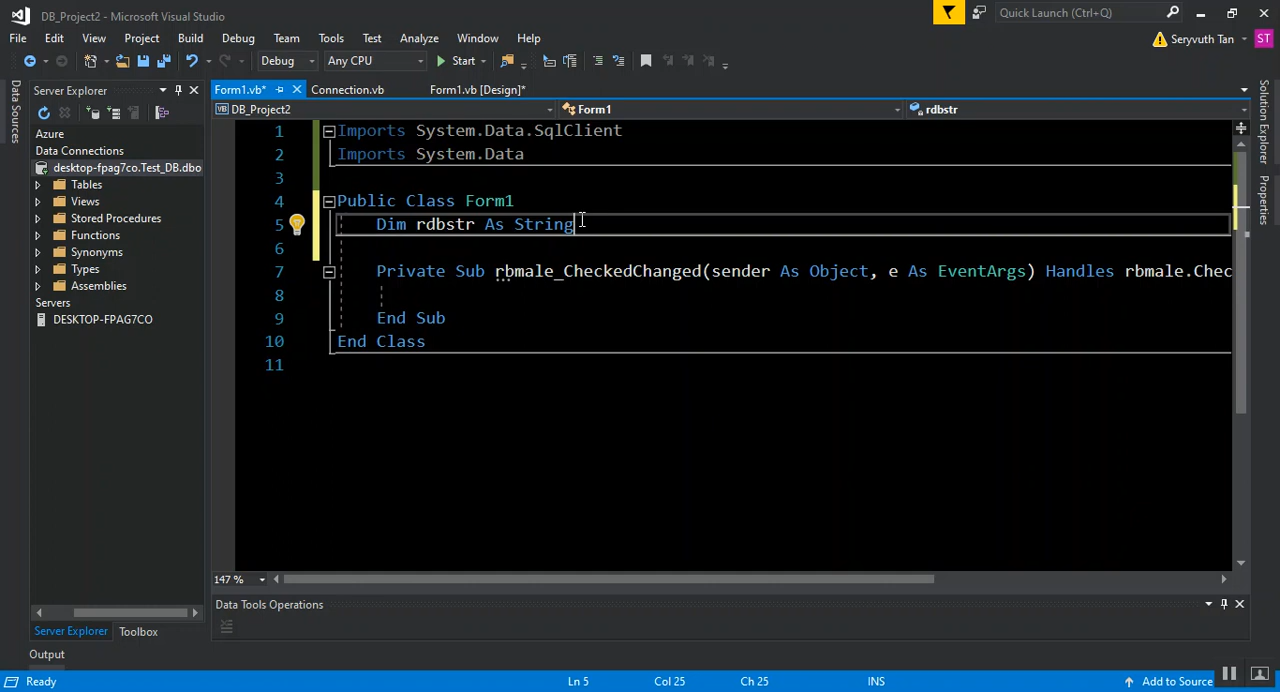 DB_Project2 - Microsoft Visual Studio
Quick Launch (Ctrl+Q)
File Edit View Project Build Debug Team Tools Test Analyze Window Help
Seryvuth Tan ST
Debug Any CPU Start
Server Explorer
Form1.vb* Connection.vb Form1.vb [Design]*
DB_Project2 Form1 rdbstr
Data Sources
Solution Explorer
Properties
Azure
Data Connections
desktop-fpag7co.Test_DB.dbo
Tables
Views
Stored Procedures
Functions
Synonyms
Types
Assemblies
Servers
DESKTOP-FPAG7CO
1 Imports System.Data.SqlClient
2 Imports System.Data
3
4 Public Class Form1
5 Dim rdbstr As String
6
7 Private Sub rbmale_CheckedChanged(sender As Object, e As EventArgs) Handles rbmale.Chec
8
9 End Sub
10 End Class
11
147 %
Data Tools Operations
Server Explorer Toolbox
Output
Ready Ln 5 Col 25 Ch 25 INS Add to Source